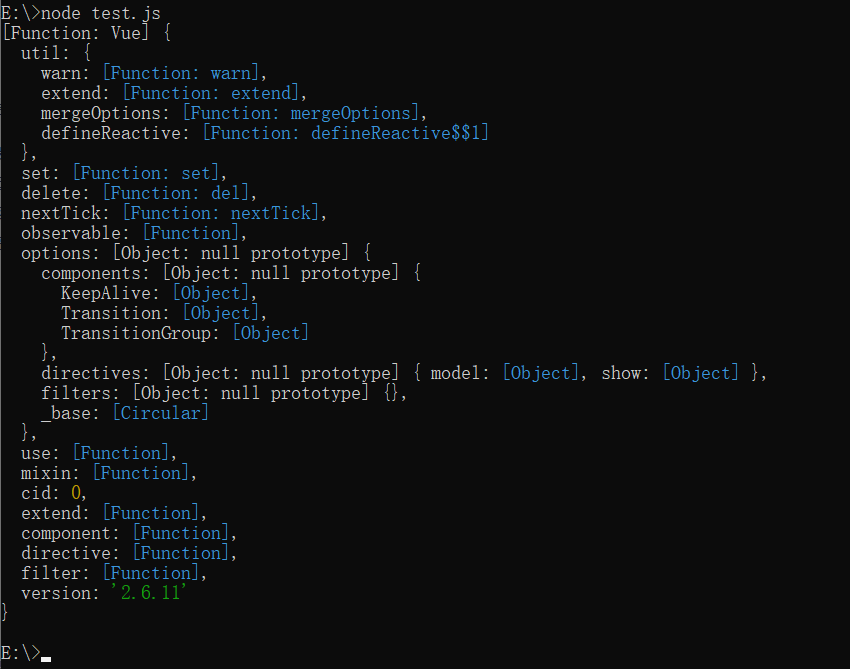 E:\>node test.js
[Function: Vue] {
  util: {
    warn: [Function: warn],
    extend: [Function: extend],
    mergeOptions: [Function: mergeOptions],
    defineReactive: [Function: defineReactive$$1]
  },
  set: [Function: set],
  delete: [Function: del],
  nextTick: [Function: nextTick],
  observable: [Function],
  options: [Object: null prototype] {
    components: [Object: null prototype] {
      KeepAlive: [Object],
      Transition: [Object],
      TransitionGroup: [Object]
    },
    directives: [Object: null prototype] { model: [Object], show: [Object] },
    filters: [Object: null prototype] {},
    _base: [Circular]
  },
  use: [Function],
  mixin: [Function],
  cid: 0,
  extend: [Function],
  component: [Function],
  directive: [Function],
  filter: [Function],
  version: '2.6.11'
}
E:\>